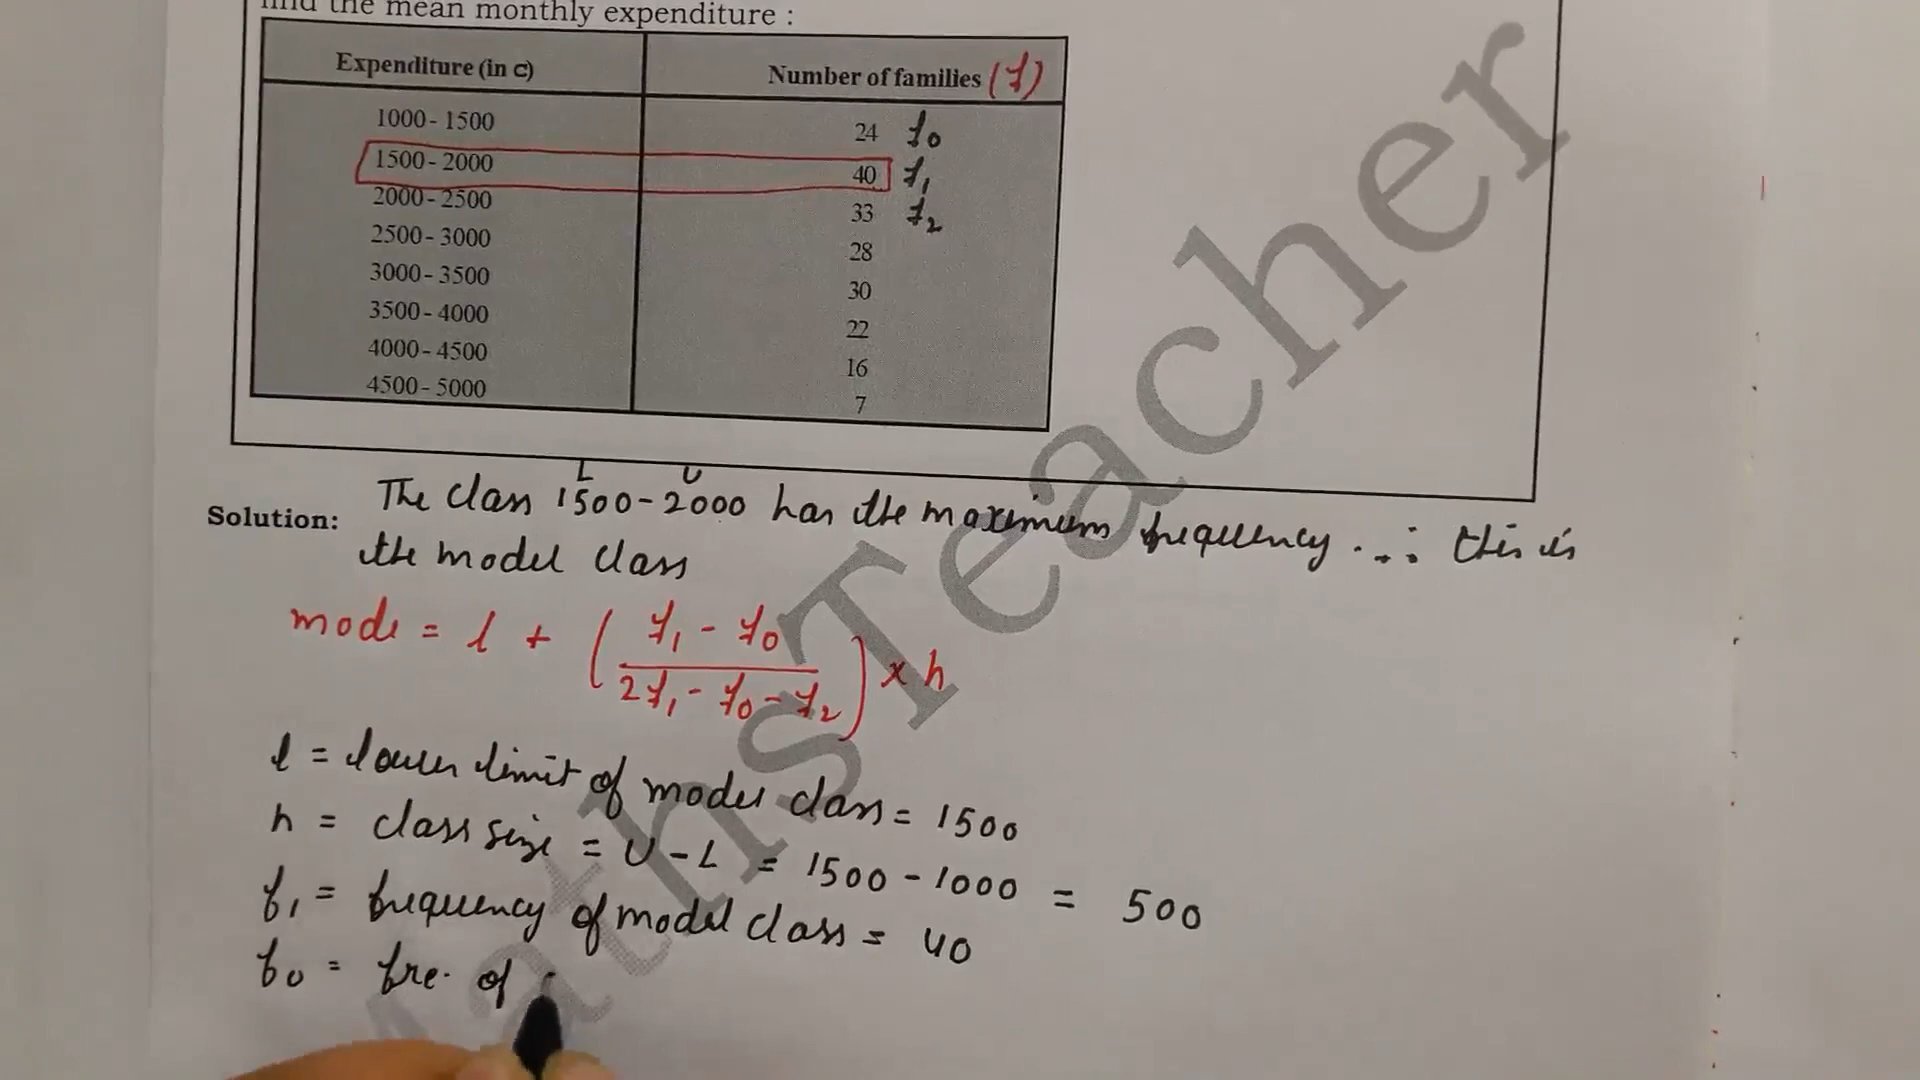 find the mean monthly expenditure :
Expenditure (in c) Number of families (f)
1000 - 1500 24 f0
1500 - 2000 40 f1
2000 - 2500 33 f2
2500 - 3000 28
3000 - 3500 30
3500 - 4000 22
4000 - 4500 16
4500 - 5000 7
L U
Solution: The class 1500 - 2000 has the maximum frequency. ∴ this is
the model class
mode = l + ( f1 - f0 / 2f1 - f0 - f2 ) x h
l = lower limit of model class = 1500
h = class size = U - L = 1500 - 1000 = 500
f1 = frequency of model class = 40
f0 = fre. of
MathsTeacher